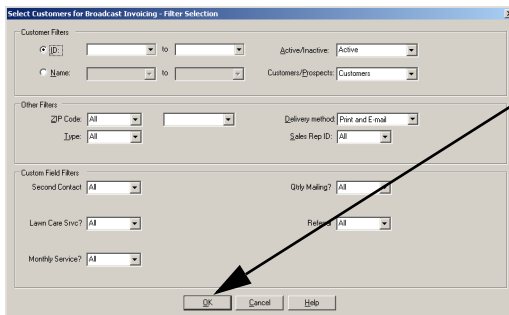 Select Customers for Broadcast Invoicing - Filter Selection
Customer Filters
ID: to Active/Inactive: Active
Name: to Customers/Prospects: Customers
Other Filters
ZIP Code: All Delivery method: Print and E-mail
Type: All Sales Rep ID: All
Custom Field Filters
Second Contact All Qtrly Mailing? All
Lawn Care Srvc? All Referral All
Monthly Service? All
OK Cancel Help